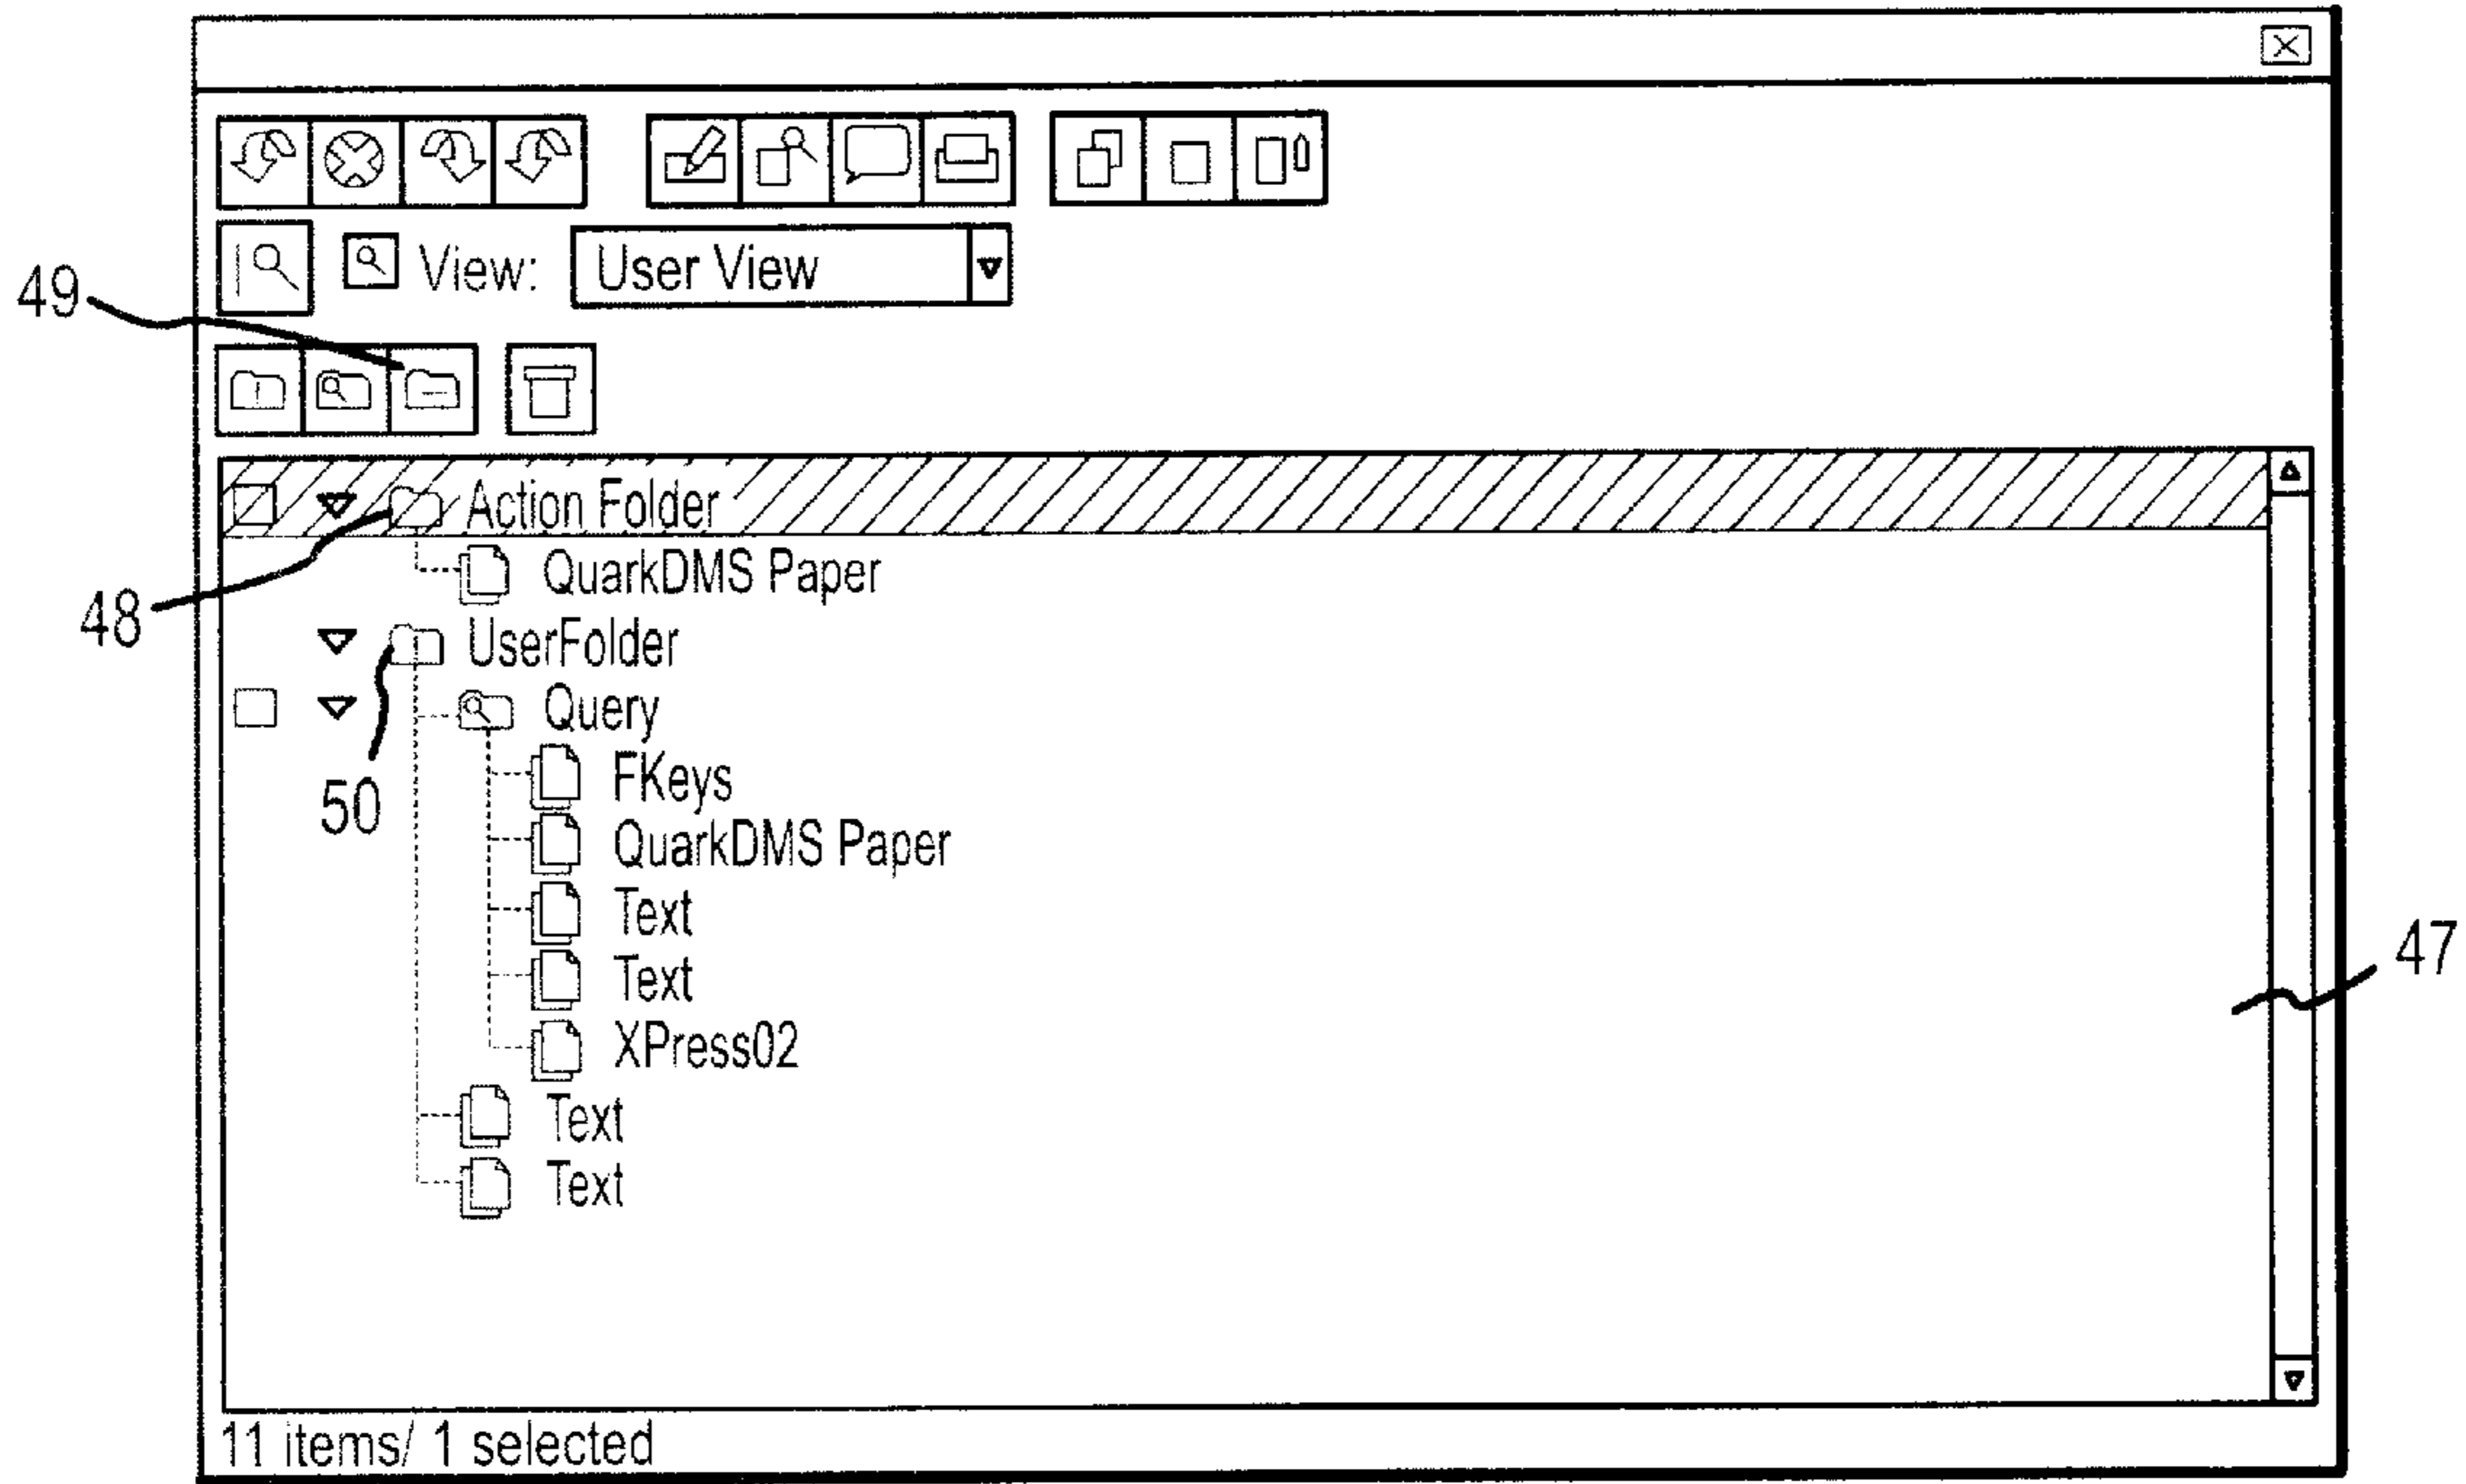 View: User View
49
Action Folder
QuarkDMS Paper
48
UserFolder
Query
50
FKeys
QuarkDMS Paper
Text
Text
47
XPress02
Text
Text
11 items/ 1 selected